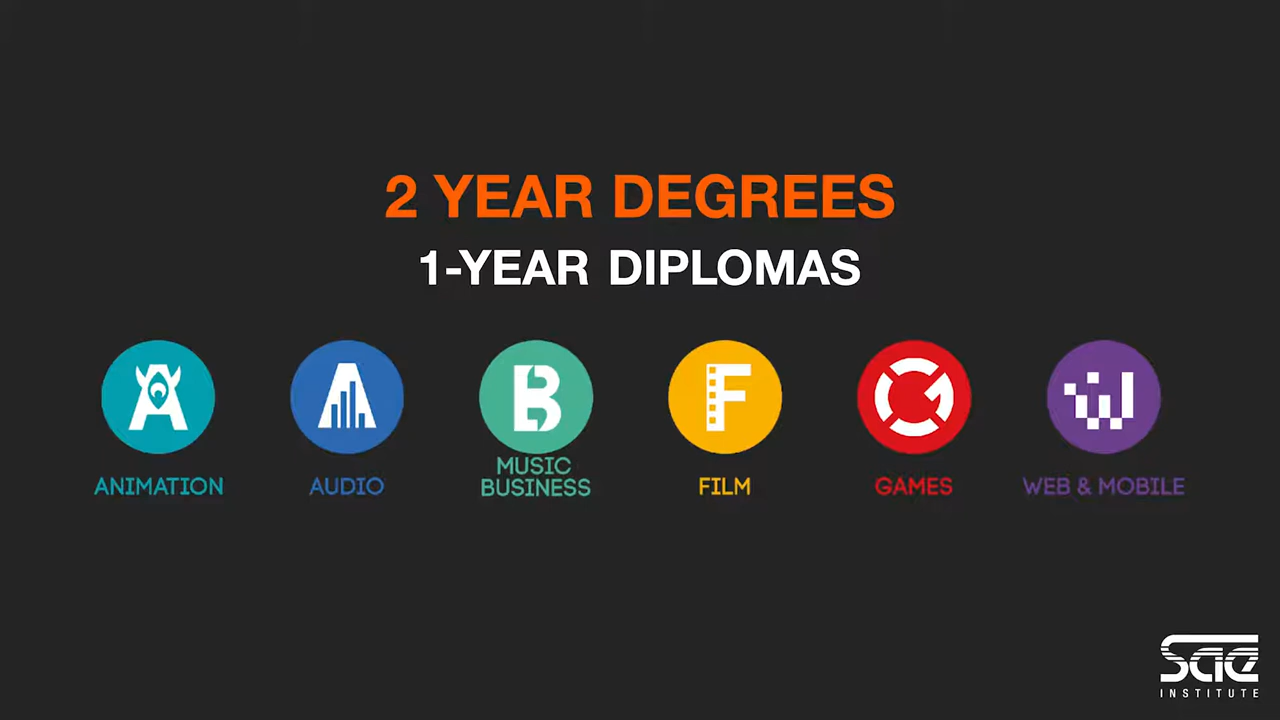 2 YEAR DEGREES
1-YEAR DIPLOMAS
A A B F G W
ANIMATION AUDIO MUSIC BUSINESS FILM GAMES WEB & MOBILE
sae
INSTITUTE